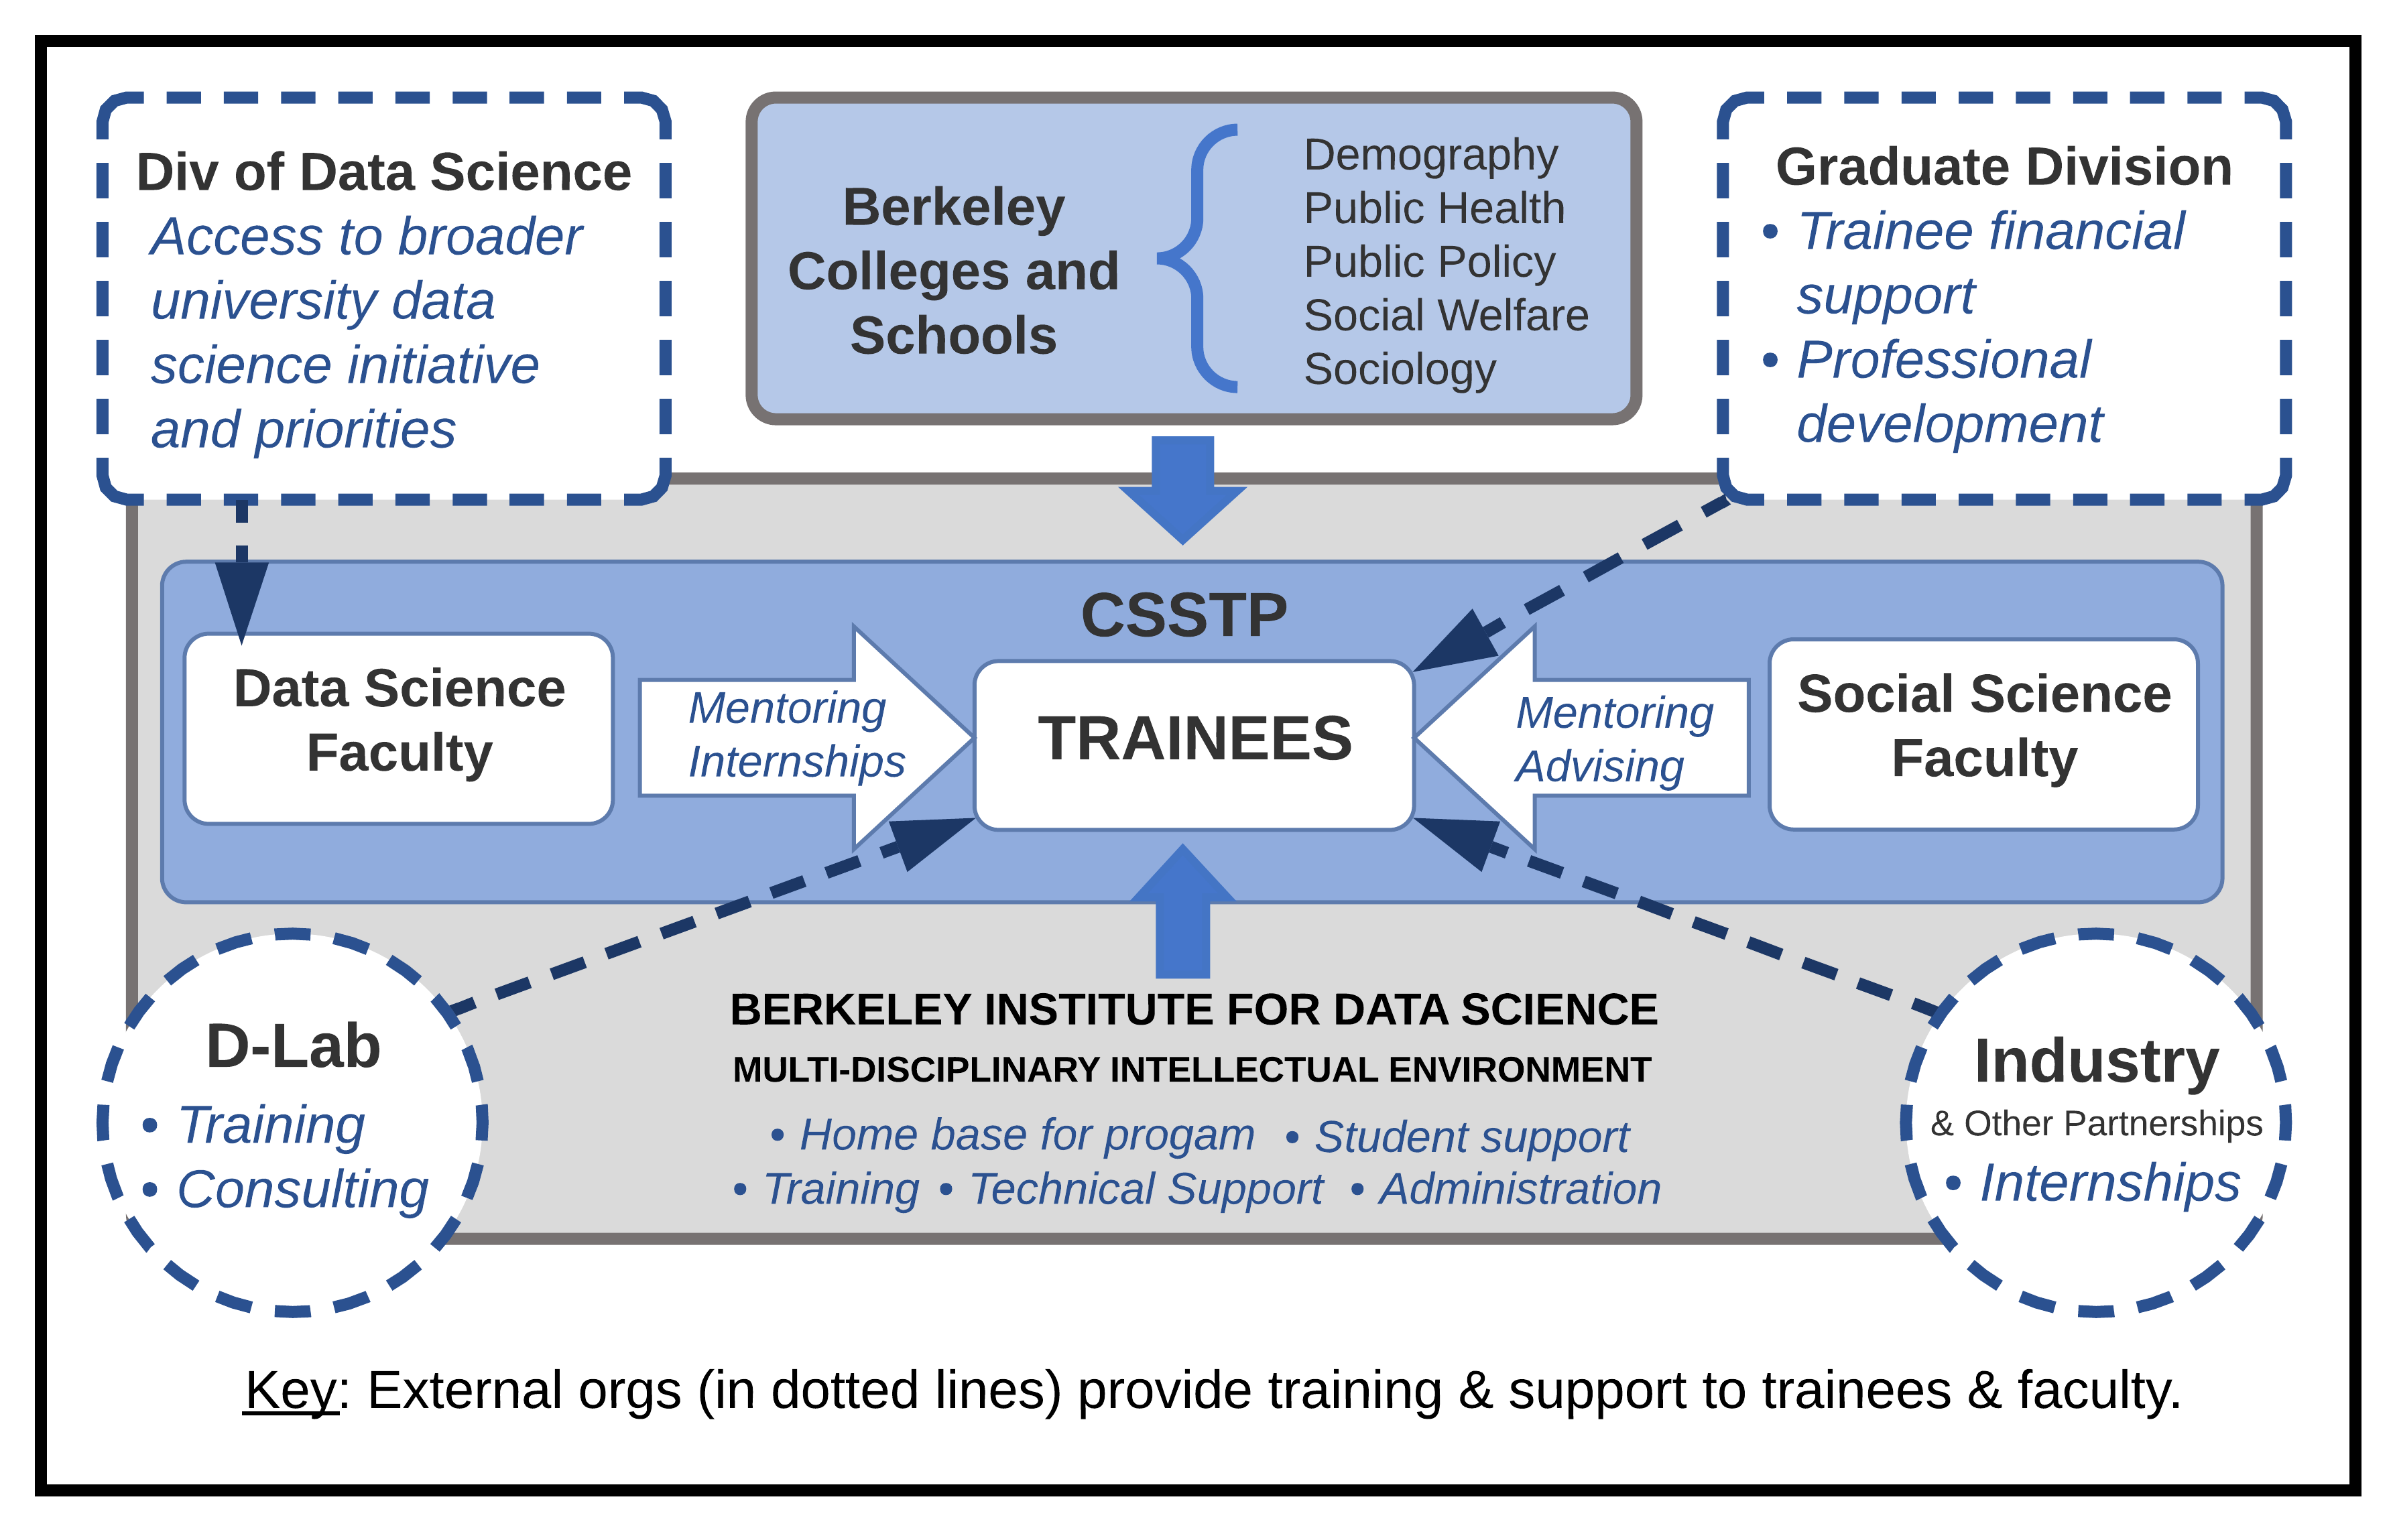 Div of Data Science
Access to broader
university data
science initiative
and priorities
Berkeley
Colleges and
Schools
Demography
Public Health
Public Policy
Social Welfare
Sociology
Graduate Division
• Trainee financial
support
• Professional
development
CSSTP
Data Science
Faculty
Mentoring
Internships
TRAINEES
Mentoring
Advising
Social Science
Faculty
D-Lab
• Training
• Consulting
BERKELEY INSTITUTE FOR DATA SCIENCE
MULTI-DISCIPLINARY INTELLECTUAL ENVIRONMENT
• Home base for progam • Student support
• Training • Technical Support • Administration
Industry
& Other Partnerships
• Internships
Key: External orgs (in dotted lines) provide training & support to trainees & faculty.